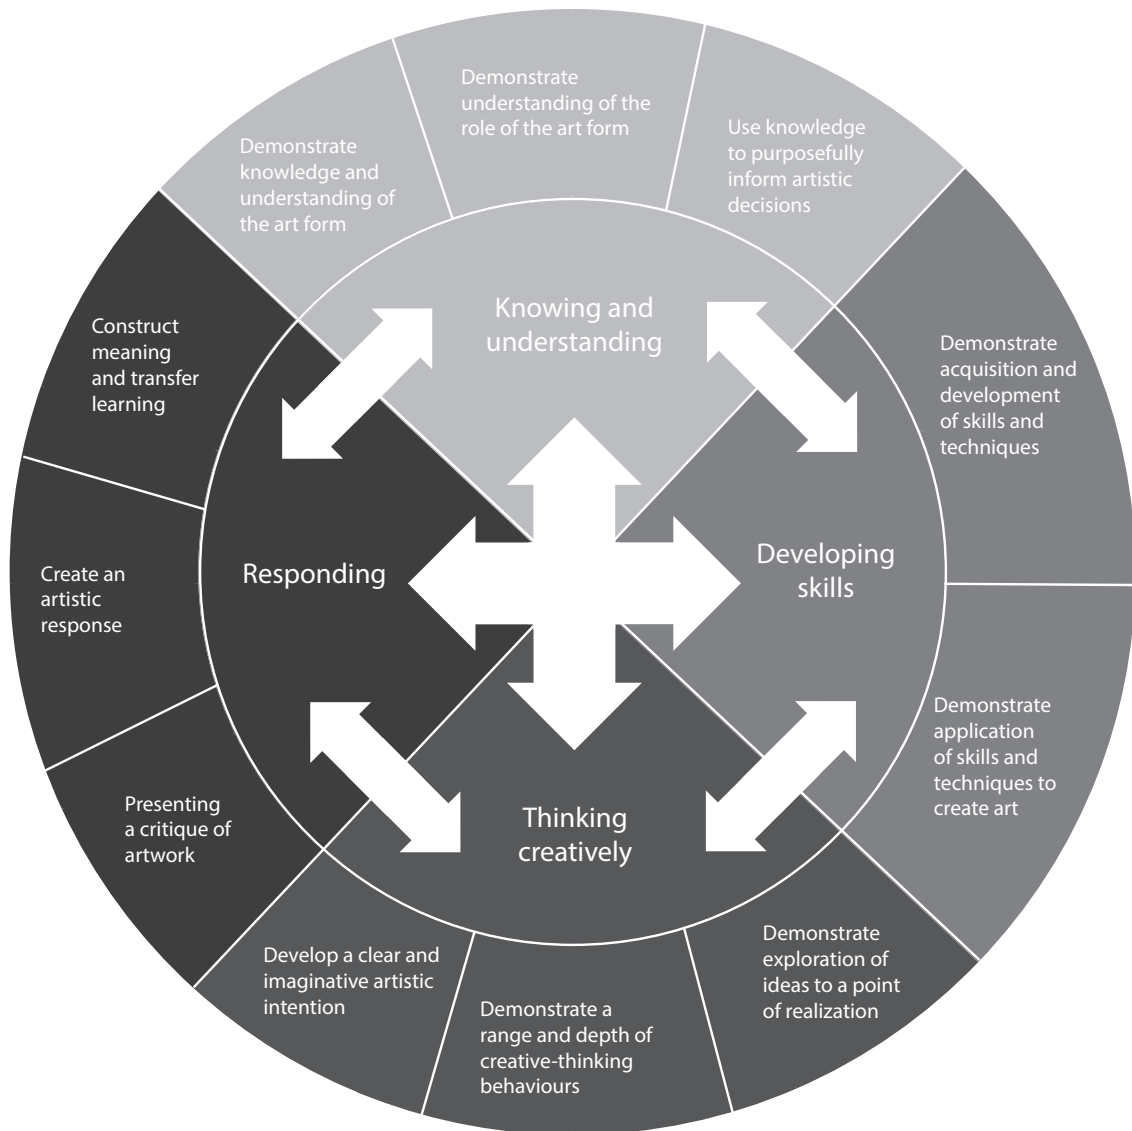 Demonstrate
understanding of the
role of the art form
Use knowledge
to purposefully
inform artistic
decisions
Demonstrate
knowledge and
understanding of
the art form
Knowing and
understanding
Construct
meaning
and transfer
learning
Demonstrate
acquisition and
development
of skills and
techniques
Responding
Developing
skills
Create an
artistic
response
Demonstrate
application
of skills and
techniques to
create art
Presenting
a critique of
artwork
Thinking
creatively
Develop a clear and
imaginative artistic
intention
Demonstrate a
range and depth of
creative-thinking
behaviours
Demonstrate
exploration of
ideas to a point
of realization